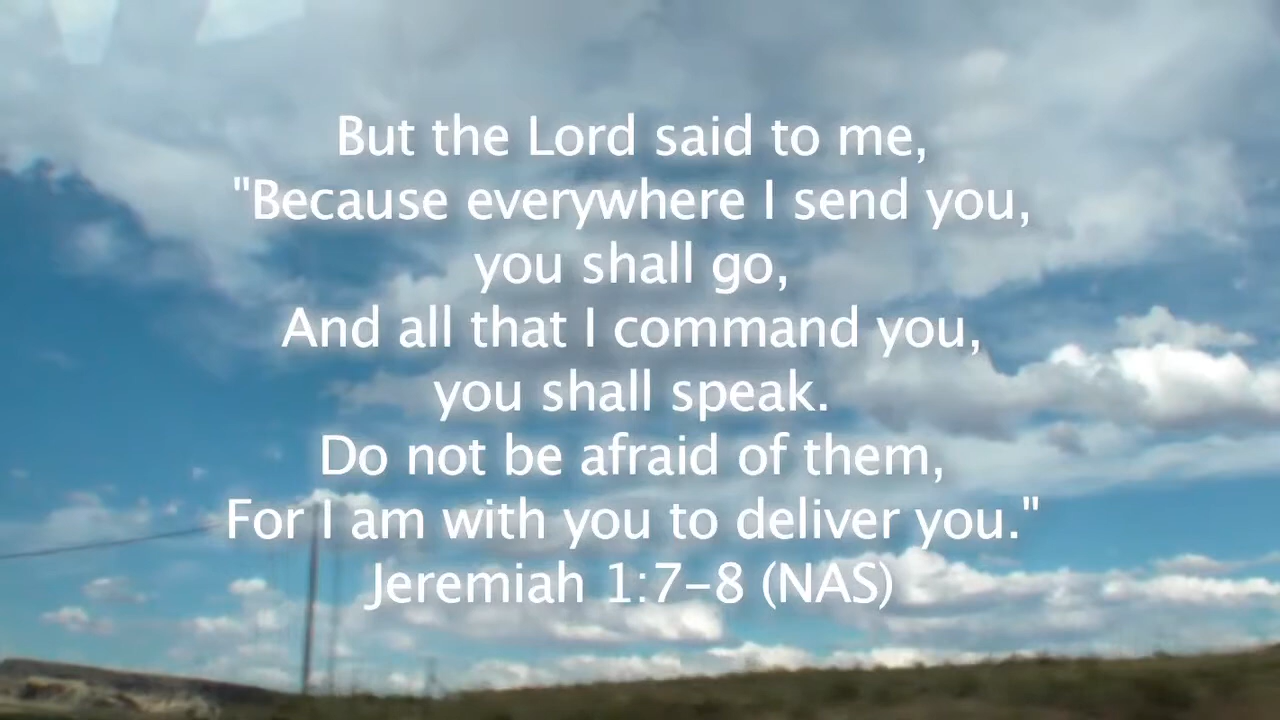 But the Lord said to me,
"Because everywhere I send you,
you shall go,
And all that I command you,
you shall speak.
Do not be afraid of them,
For I am with you to deliver you."
Jeremiah 1:7-8 (NAS)